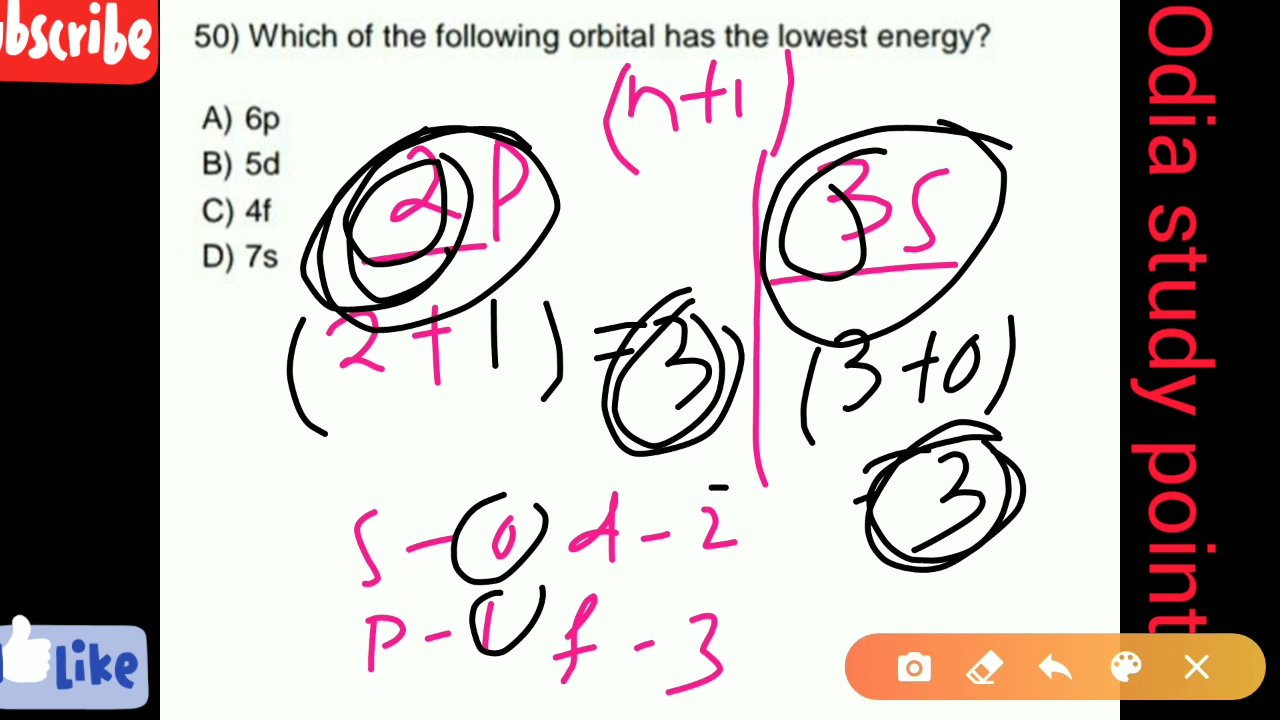 ubscribe
50) Which of the following orbital has the lowest energy?
(n+1)
A) 6p
B) 5d
C) 4f
D) 7s
2P
3S
(2+1) = 3
(3+0)
= 3
S - 0 d - 2
P - 1 f - 3
Like
Odia study point